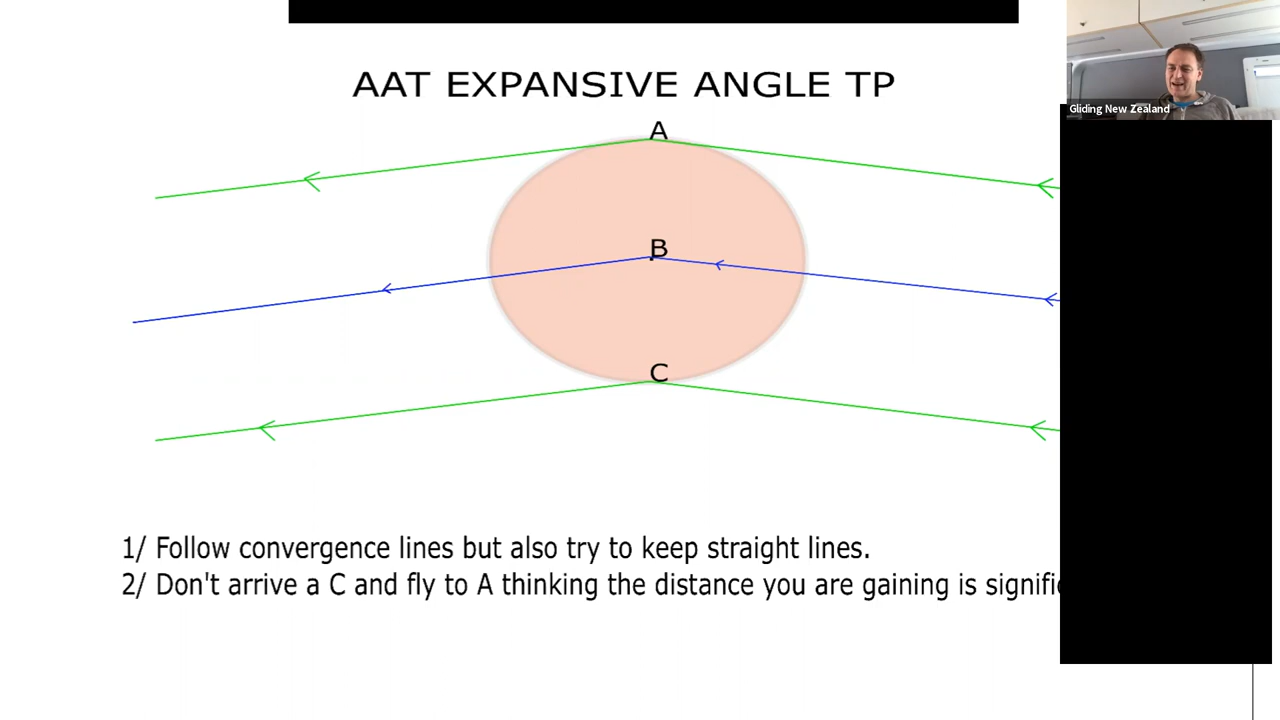 AAT EXPANSIVE ANGLE TP
Gliding New Zealand
A
B
C
1/ Follow convergence lines but also try to keep straight lines.
2/ Don't arrive a C and fly to A thinking the distance you are gaining is